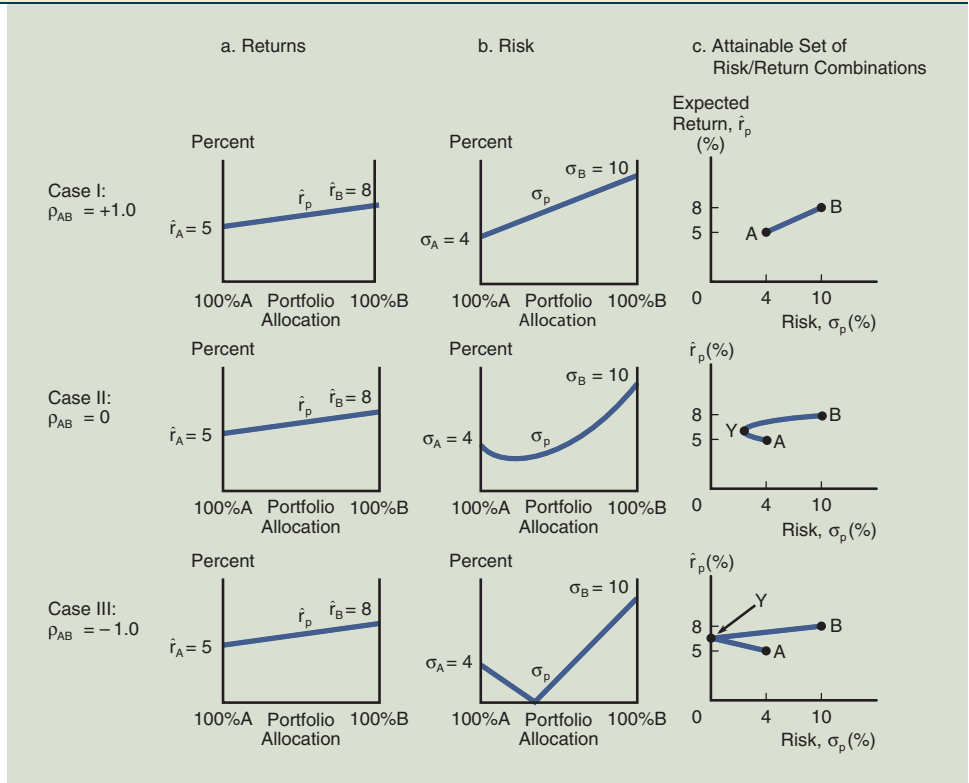 a. Returns
b. Risk
c. Attainable Set of
Risk/Return Combinations
Case I:
ρAB = +1.0
Percent
r̂A = 5
r̂p
r̂B = 8
100%A Portfolio 100%B
Allocation
Percent
σA = 4
σp
σB = 10
100%A Portfolio 100%B
Allocation
Expected
Return, r̂p
(%)
8
5
A
B
0
4
10
Risk, σp(%)
Case II:
ρAB = 0
Percent
r̂A = 5
r̂p
r̂B = 8
100%A Portfolio 100%B
Allocation
Percent
σA = 4
σp
σB = 10
100%A Portfolio 100%B
Allocation
r̂p(%)
8
5
Y
A
B
0
4
10
Risk, σp(%)
Case III:
ρAB = −1.0
Percent
r̂A = 5
r̂p
r̂B = 8
100%A Portfolio 100%B
Allocation
Percent
σA = 4
σp
σB = 10
100%A Portfolio 100%B
Allocation
r̂p(%)
Y
8
5
A
B
0
4
10
Risk, σp(%)